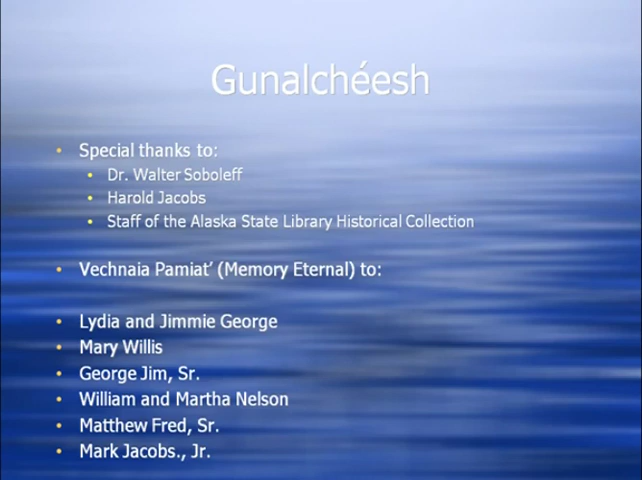 Gunalchéesh
• Special thanks to:
• Dr. Walter Soboleff
• Harold Jacobs
• Staff of the Alaska State Library Historical Collection
• Vechnaia Pamiat' (Memory Eternal) to:
• Lydia and Jimmie George
• Mary Willis
• George Jim, Sr.
• William and Martha Nelson
• Matthew Fred, Sr.
• Mark Jacobs., Jr.